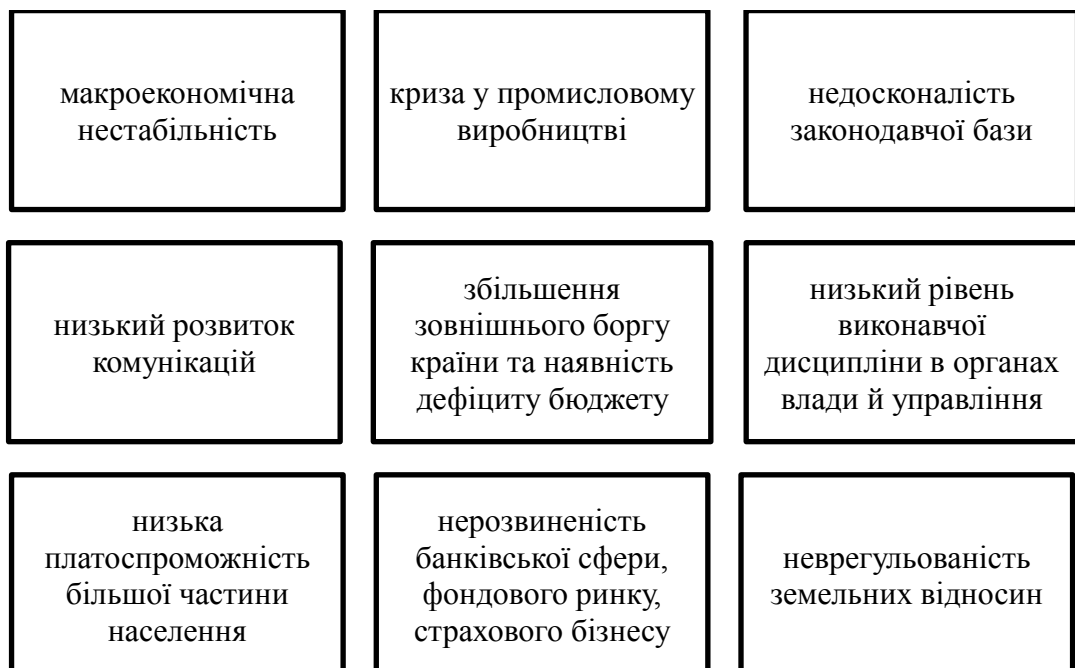 макроекономічна
нестабільність
криза у промисловому
виробництві
недосконалість
законодавчої бази
низький розвиток
комунікацій
збільшення
зовнішнього боргу
країни та наявність
дефіциту бюджету
низький рівень
виконавчої
дисципліни в органах
влади й управління
низька
платоспроможність
більшої частини
населення
нерозвиненість
банківської сфери,
фондового ринку,
страхового бізнесу
неврегульованість
земельних відносин